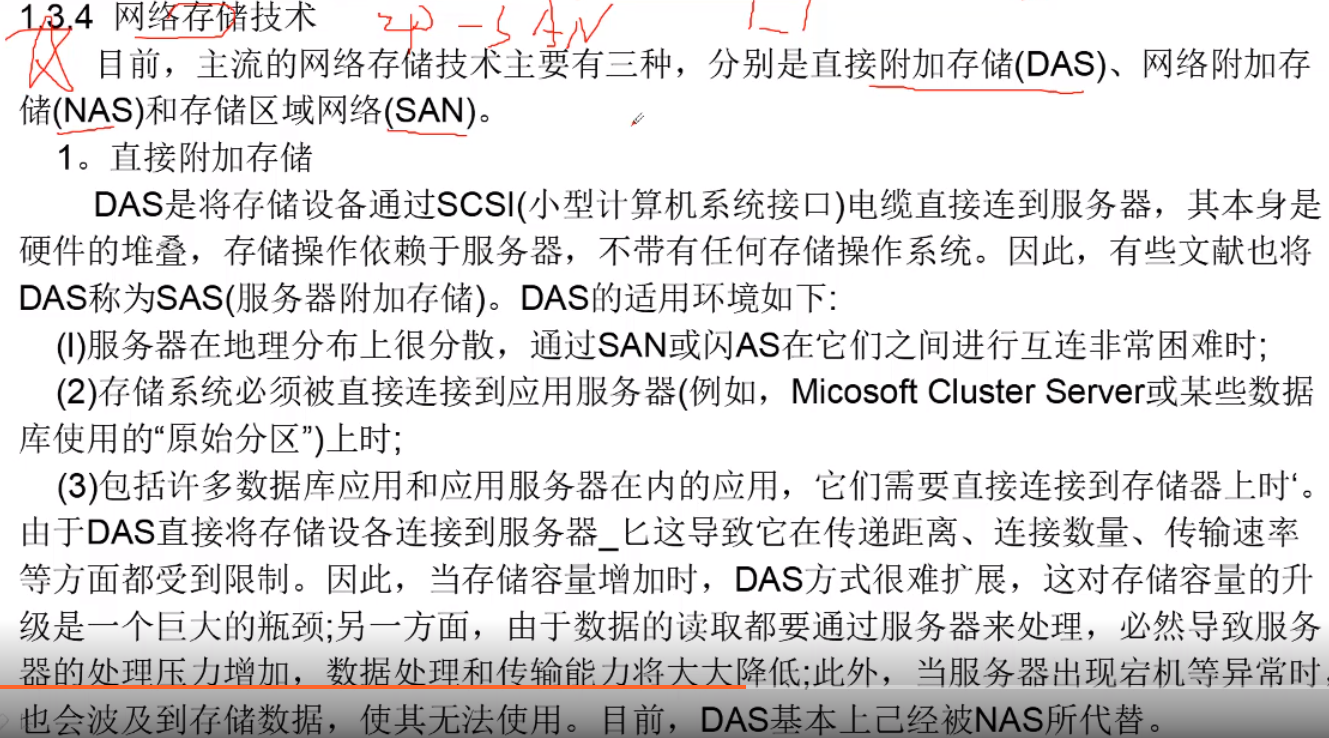 1.3.4 网络存储技术
IP-SAN
目前，主流的网络存储技术主要有三种，分别是直接附加存储(DAS)、网络附加存
储(NAS)和存储区域网络(SAN)。
1。直接附加存储
DAS是将存储设备通过SCSI(小型计算机系统接口)电缆直接连到服务器，其本身是
硬件的堆叠，存储操作依赖于服务器，不带有任何存储操作系统。因此，有些文献也将
DAS称为SAS(服务器附加存储)。DAS的适用环境如下:
(l)服务器在地理分布上很分散，通过SAN或闪AS在它们之间进行互连非常困难时;
(2)存储系统必须被直接连接到应用服务器(例如，Micosoft Cluster Server或某些数据
库使用的“原始分区”)上时;
(3)包括许多数据库应用和应用服务器在内的应用，它们需要直接连接到存储器上时‘。
由于DAS直接将存储设各连接到服务器_匕这导致它在传递距离、连接数量、传输速率
等方面都受到限制。因此，当存储容量增加时，DAS方式很难扩展，这对存储容量的升
级是一个巨大的瓶颈;另一方面，由于数据的读取都要通过服务器来处理，必然导致服务
器的处理压力增加，数据处理和传输能力将大大降低;此外，当服务器出现宕机等异常时,
也会波及到存储数据，使其无法使用。目前，DAS基本上己经被NAS所代替。